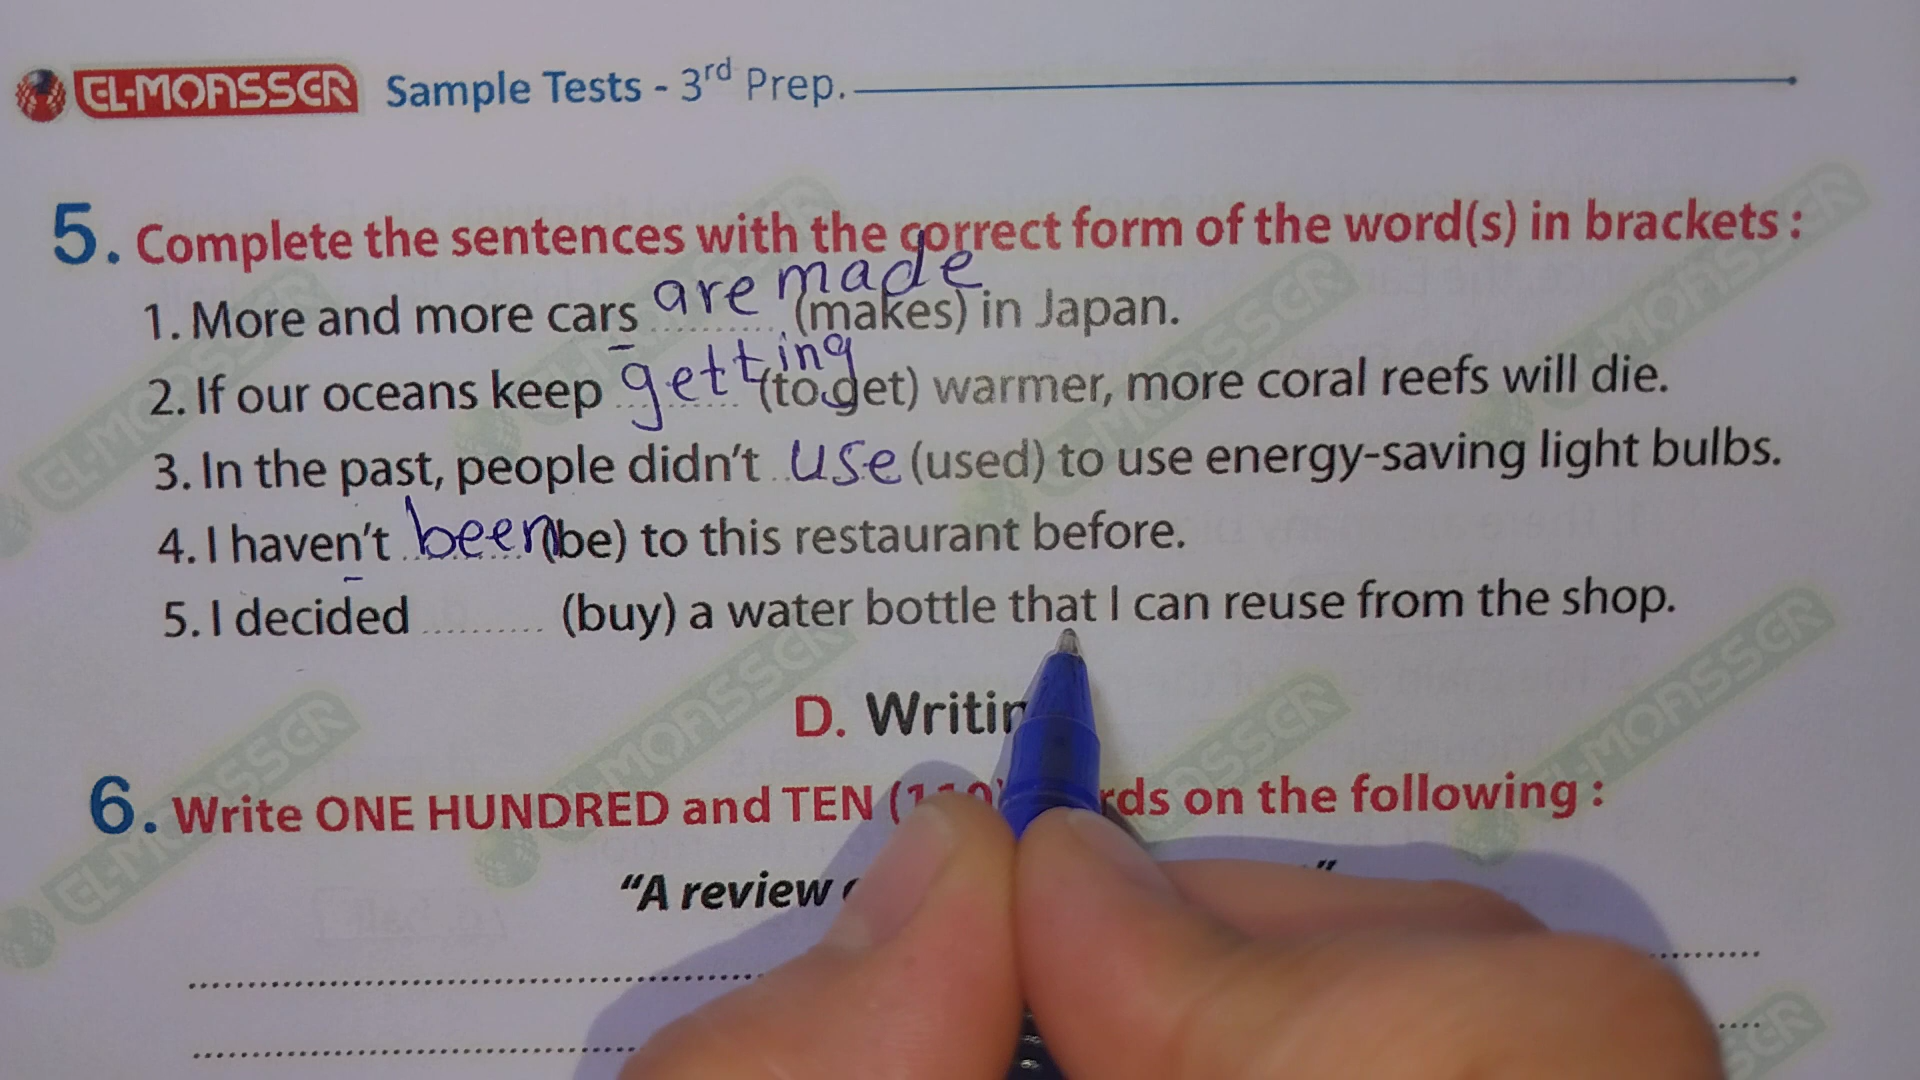 EL-MOASSER Sample Tests - 3rd Prep.
5. Complete the sentences with the correct form of the word(s) in brackets :
1. More and more cars are made (makes) in Japan.
2. If our oceans keep getting (to get) warmer, more coral reefs will die.
3. In the past, people didn't use (used) to use energy-saving light bulbs.
4. I haven't been (be) to this restaurant before.
5. I decided .......... (buy) a water bottle that I can reuse from the shop.
D.
6. Write ONE HUNDRED and TEN on the following :
"A review